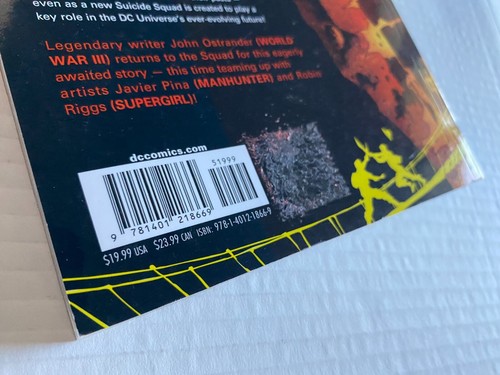 even as a new Suicide Squad is created to play a
key role in the DC Universe's ever-evolving future!
Legendary writer John Ostrander (WORLD
WAR III) returns to the Squad for this eagerly
awaited story — this time teaming up with
artists Javier Pina (MANHUNTER) and Robin
Riggs (SUPERGIRL)!
dccomics.com
51999
9 781401 218669
$19.99 USA $23.99 CAN ISBN: 978-1-4012-1866-9